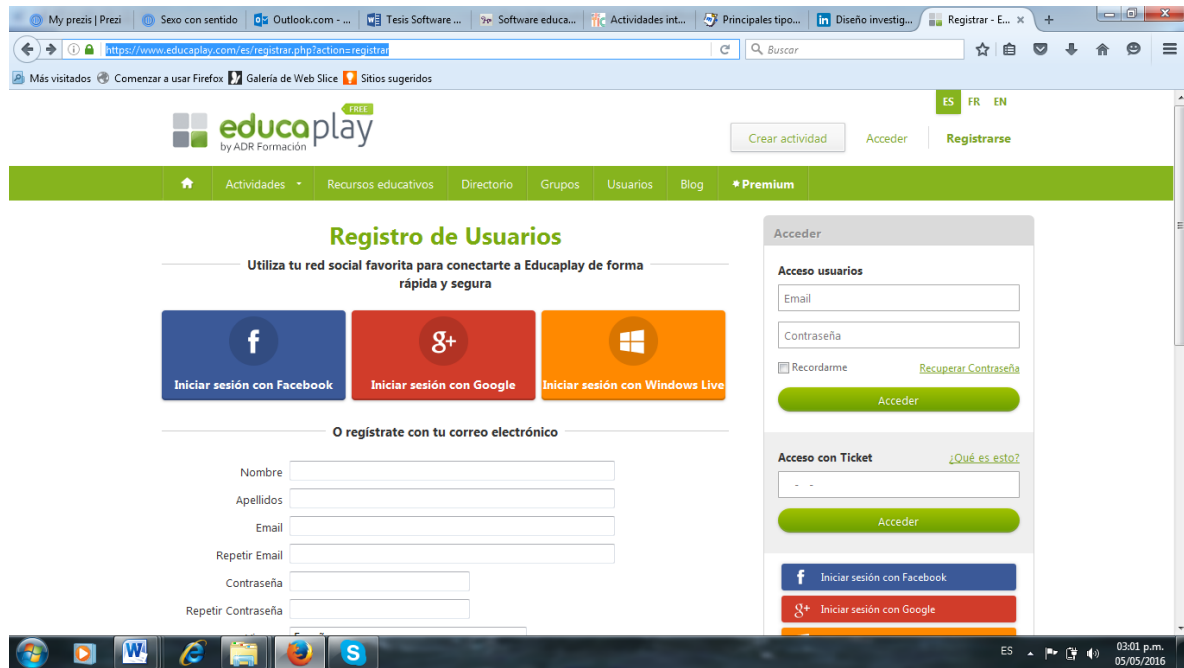 My prezis | Prezi
Sexo con sentido
Outlook.com - ...
Tesis Software ...
Software educa...
Actividades int...
Principales tipo...
Diseño investig...
Registrar - E...
https://www.educaplay.com/es/registrar.php?action=registrar
Buscar
Más visitados
Comenzar a usar Firefox
Galería de Web Slice
Sitios sugeridos
ES FR EN
FREE
educaplay
by ADR Formación
Crear actividad
Acceder
Registrarse
Actividades
Recursos educativos
Directorio
Grupos
Usuarios
Blog
* Premium
Registro de Usuarios
Utiliza tu red social favorita para conectarte a Educaplay de forma
rápida y segura
Iniciar sesión con Facebook
Iniciar sesión con Google
Iniciar sesión con Windows Live
O regístrate con tu correo electrónico
Nombre
Apellidos
Email
Repetir Email
Contraseña
Repetir Contraseña
Acceder
Acceso usuarios
Email
Contraseña
Recordarme
Recuperar Contraseña
Acceder
Acceso con Ticket
¿Qué es esto?
- -
Acceder
Iniciar sesión con Facebook
Iniciar sesión con Google
ES
03:01 p.m.
05/05/2016